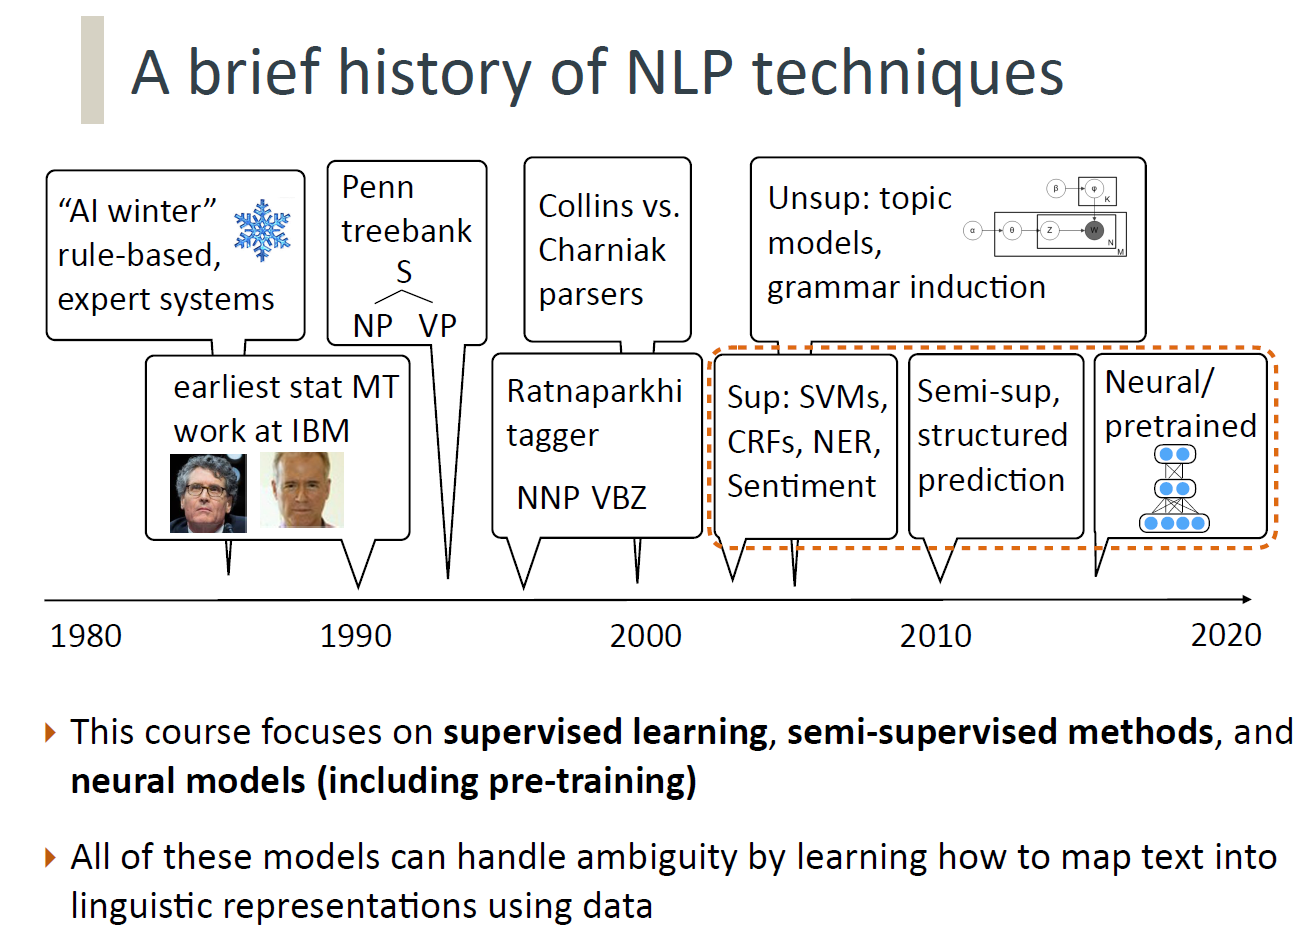 A brief history of NLP techniques
“AI winter”
rule-based,
expert systems
earliest stat MT
work at IBM
Penn
treebank
S
NP VP
Ratnaparkhi
tagger
NNP VBZ
Collins vs.
Charniak
parsers
Sup: SVMs,
CRFs, NER,
Sentiment
Unsup: topic
models,
grammar induction
β φ
K
α θ Z W
N
M
Semi-sup,
structured
prediction
Neural/
pretrained
1980 1990 2000 2010 2020
This course focuses on supervised learning, semi-supervised methods, and
neural models (including pre-training)
All of these models can handle ambiguity by learning how to map text into
linguistic representations using data